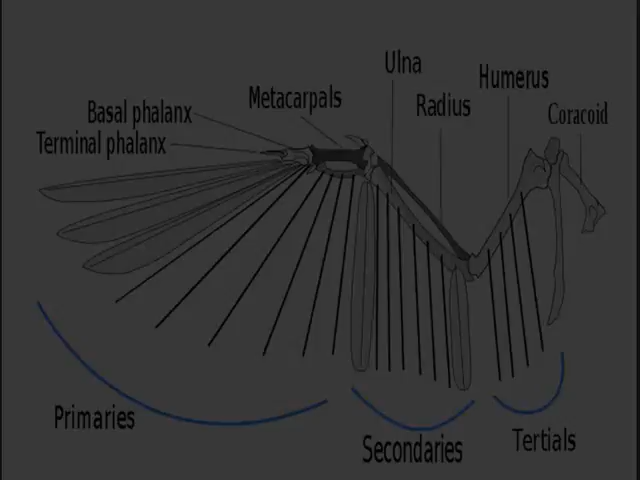 Ulna
Humerus
Metacarpals
Radius
Basal phalanx
Coracoid
Terminal phalanx
Primaries
Secondaries
Tertials